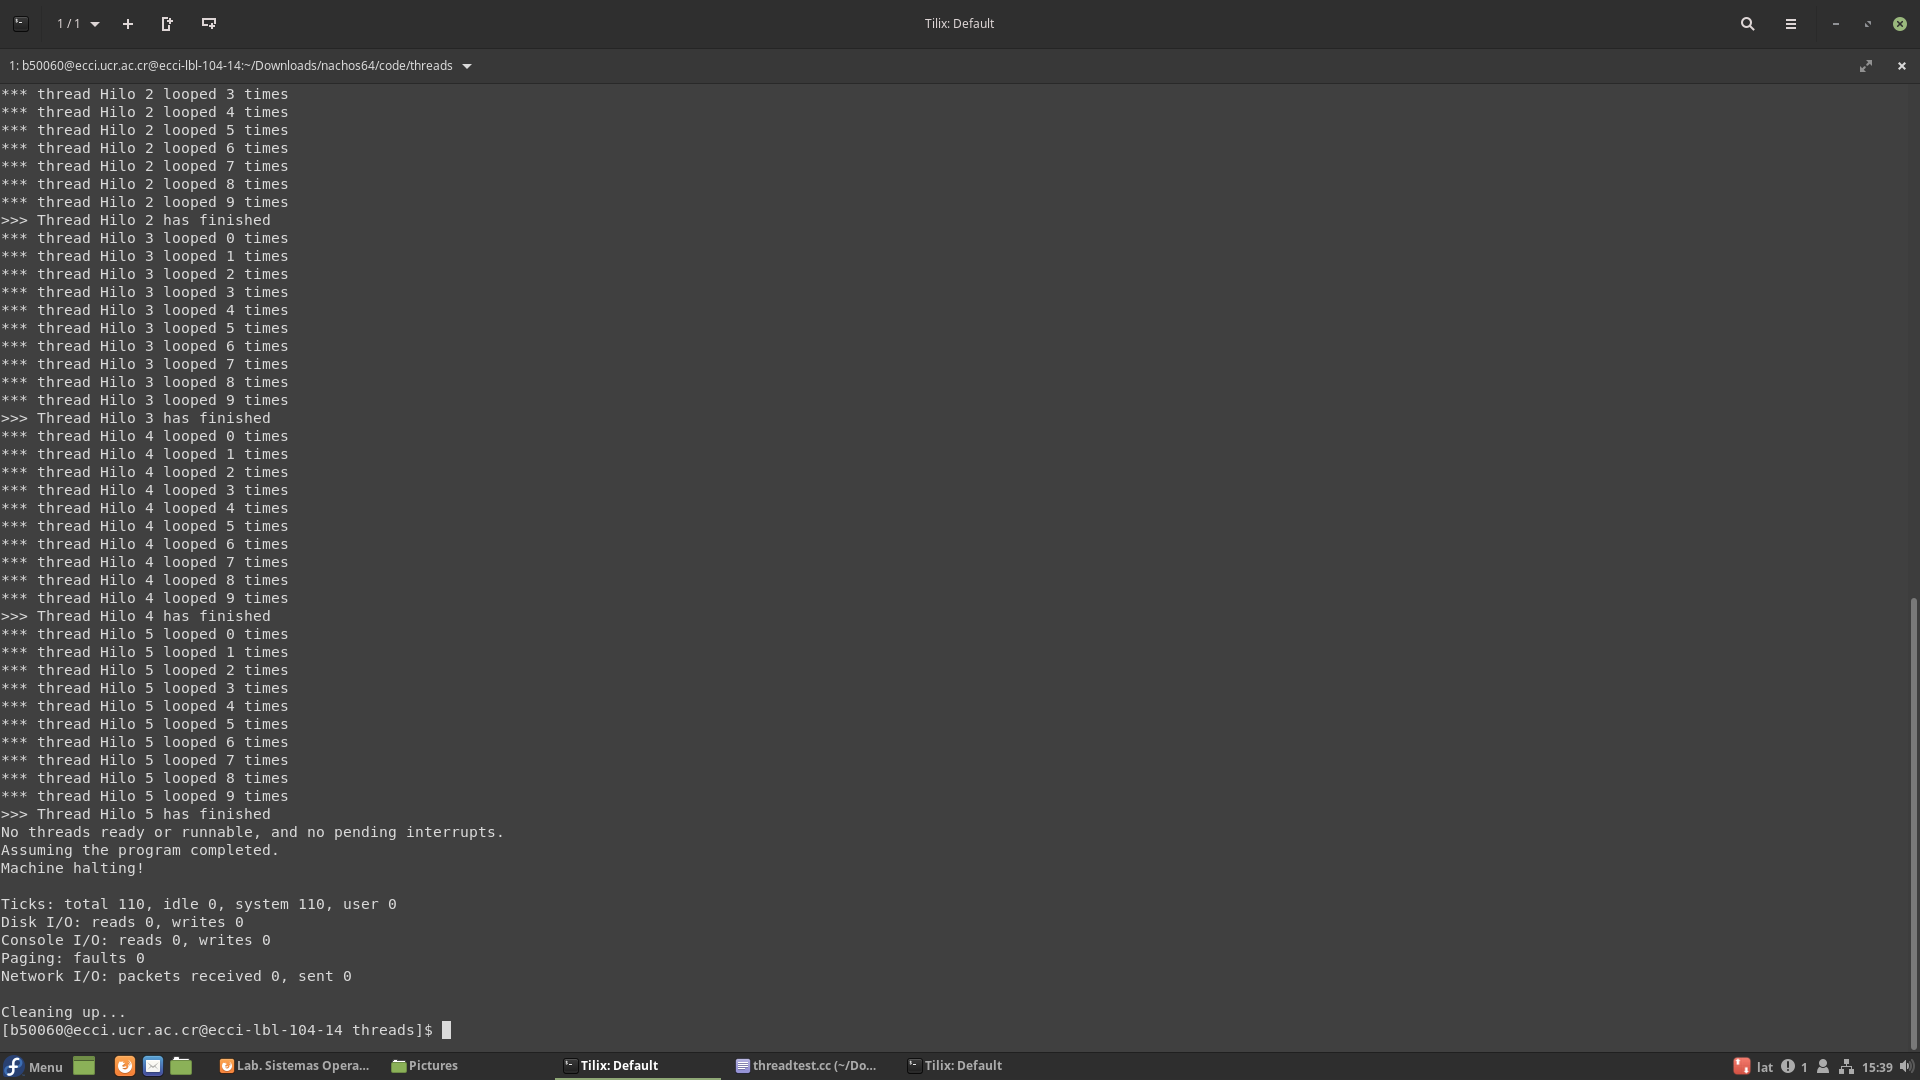 1 / 1
Tilix: Default
1: b50060@ecci.ucr.ac.cr@ecci-lbl-104-14:~/Downloads/nachos64/code/threads
*** thread Hilo 2 looped 3 times
*** thread Hilo 2 looped 4 times
*** thread Hilo 2 looped 5 times
*** thread Hilo 2 looped 6 times
*** thread Hilo 2 looped 7 times
*** thread Hilo 2 looped 8 times
*** thread Hilo 2 looped 9 times
>>> Thread Hilo 2 has finished
*** thread Hilo 3 looped 0 times
*** thread Hilo 3 looped 1 times
*** thread Hilo 3 looped 2 times
*** thread Hilo 3 looped 3 times
*** thread Hilo 3 looped 4 times
*** thread Hilo 3 looped 5 times
*** thread Hilo 3 looped 6 times
*** thread Hilo 3 looped 7 times
*** thread Hilo 3 looped 8 times
*** thread Hilo 3 looped 9 times
>>> Thread Hilo 3 has finished
*** thread Hilo 4 looped 0 times
*** thread Hilo 4 looped 1 times
*** thread Hilo 4 looped 2 times
*** thread Hilo 4 looped 3 times
*** thread Hilo 4 looped 4 times
*** thread Hilo 4 looped 5 times
*** thread Hilo 4 looped 6 times
*** thread Hilo 4 looped 7 times
*** thread Hilo 4 looped 8 times
*** thread Hilo 4 looped 9 times
>>> Thread Hilo 4 has finished
*** thread Hilo 5 looped 0 times
*** thread Hilo 5 looped 1 times
*** thread Hilo 5 looped 2 times
*** thread Hilo 5 looped 3 times
*** thread Hilo 5 looped 4 times
*** thread Hilo 5 looped 5 times
*** thread Hilo 5 looped 6 times
*** thread Hilo 5 looped 7 times
*** thread Hilo 5 looped 8 times
*** thread Hilo 5 looped 9 times
>>> Thread Hilo 5 has finished
No threads ready or runnable, and no pending interrupts.
Assuming the program completed.
Machine halting!
Ticks: total 110, idle 0, system 110, user 0
Disk I/O: reads 0, writes 0
Console I/O: reads 0, writes 0
Paging: faults 0
Network I/O: packets received 0, sent 0
Cleaning up...
[b50060@ecci.ucr.ac.cr@ecci-lbl-104-14 threads]$
Menu
Lab. Sistemas Opera...
Pictures
Tilix: Default
threadtest.cc (~/Do...
Tilix: Default
lat
1
15:39